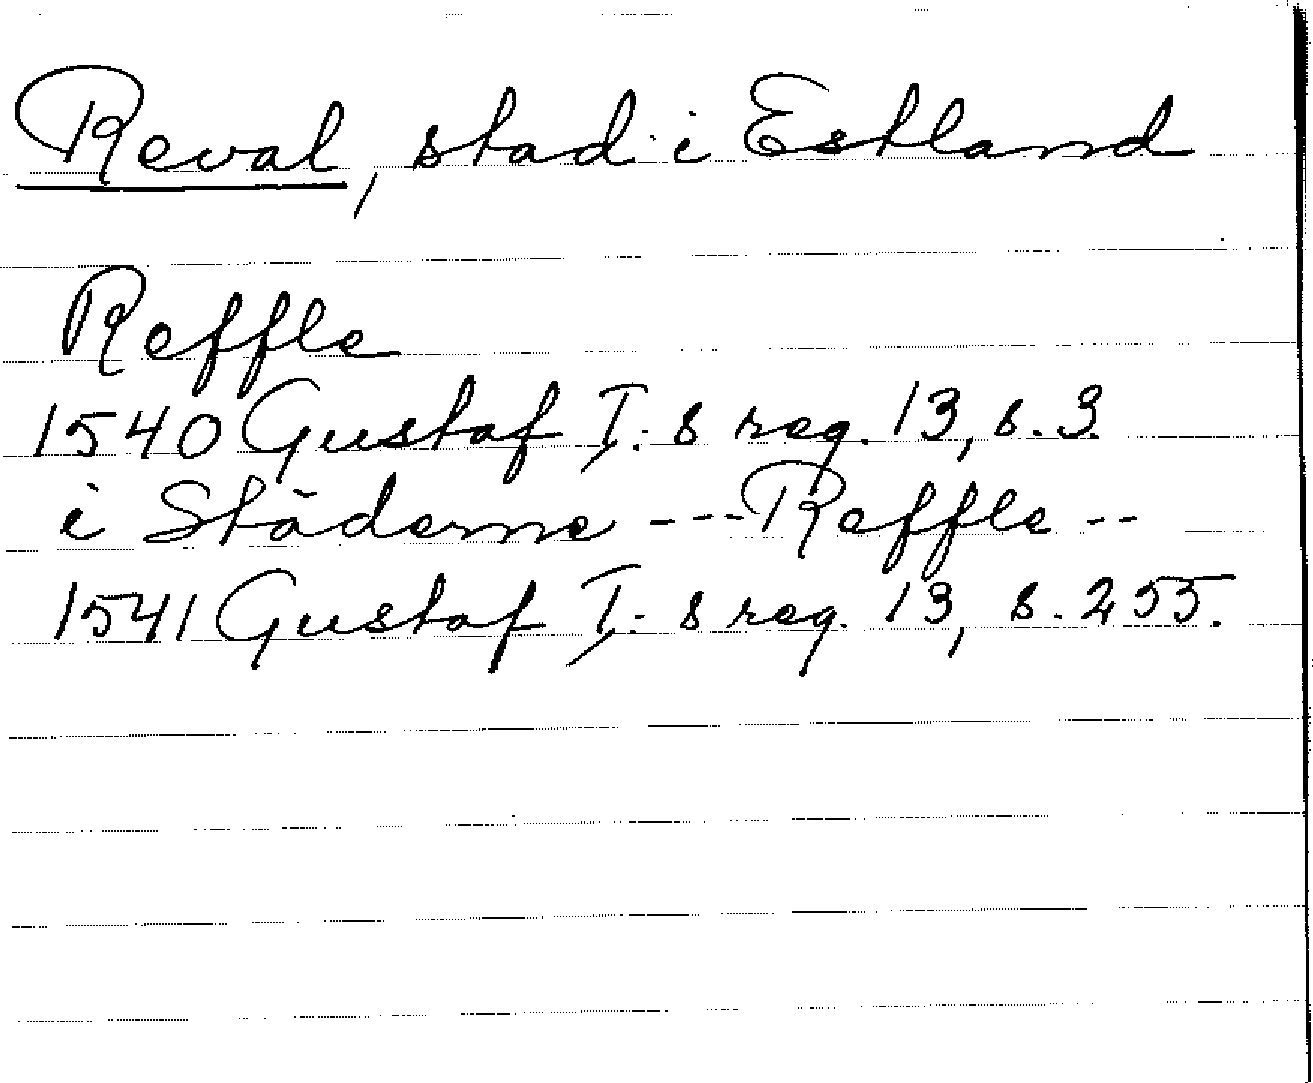 Reval, stad i Estland
Reffle
1540 Gustaf I:s reg. 13, s. 3.
i Städerne --- Reffle --
1541 Gustaf I:s reg. 13, s. 255.